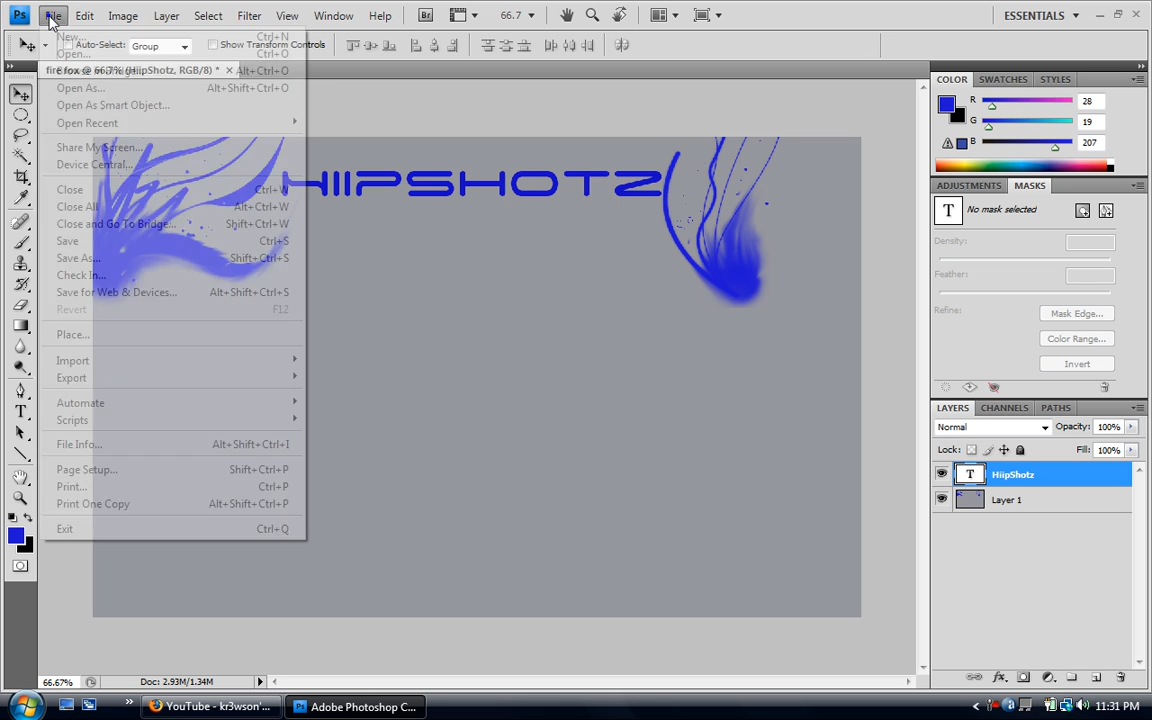 Ps File Edit Image Layer Select Filter View Window Help Br 66.7 ESSENTIALS
Auto-Select: Group Show Transform Controls
fire fox @ 66.7% (HiipShotz, RGB/8) *
New... Ctrl+N
Open... Ctrl+O
Alt+Ctrl+O
Open As... Alt+Shift+Ctrl+O
Open As Smart Object...
Open Recent
Share My Screen...
Device Central...
Close Ctrl+W
Close All Alt+Ctrl+W
Close and Go To Bridge... Shift+Ctrl+W
Save Ctrl+S
Save As... Shift+Ctrl+S
Check In...
Save for Web & Devices... Alt+Shift+Ctrl+S
Revert F12
Place...
Import
Export
Automate
Scripts
File Info... Alt+Shift+Ctrl+I
Page Setup... Shift+Ctrl+P
Print... Ctrl+P
Print One Copy Alt+Shift+Ctrl+P
Exit Ctrl+Q
HIIPSHOTZ
COLOR SWATCHES STYLES
R 28
G 19
B 207
ADJUSTMENTS MASKS
T No mask selected
Density:
Feather:
Refine: Mask Edge...
Color Range...
Invert
LAYERS CHANNELS PATHS
Normal Opacity: 100%
Lock: Fill: 100%
T HiipShotz
Layer 1
66.67% Doc: 2.93M/1.34M
YouTube - kr3wson'... Ps Adobe Photoshop C... 11:31 PM